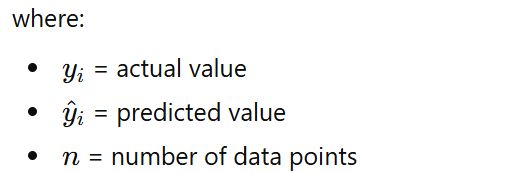 where:
• yᵢ = actual value
• ŷᵢ = predicted value
• n = number of data points